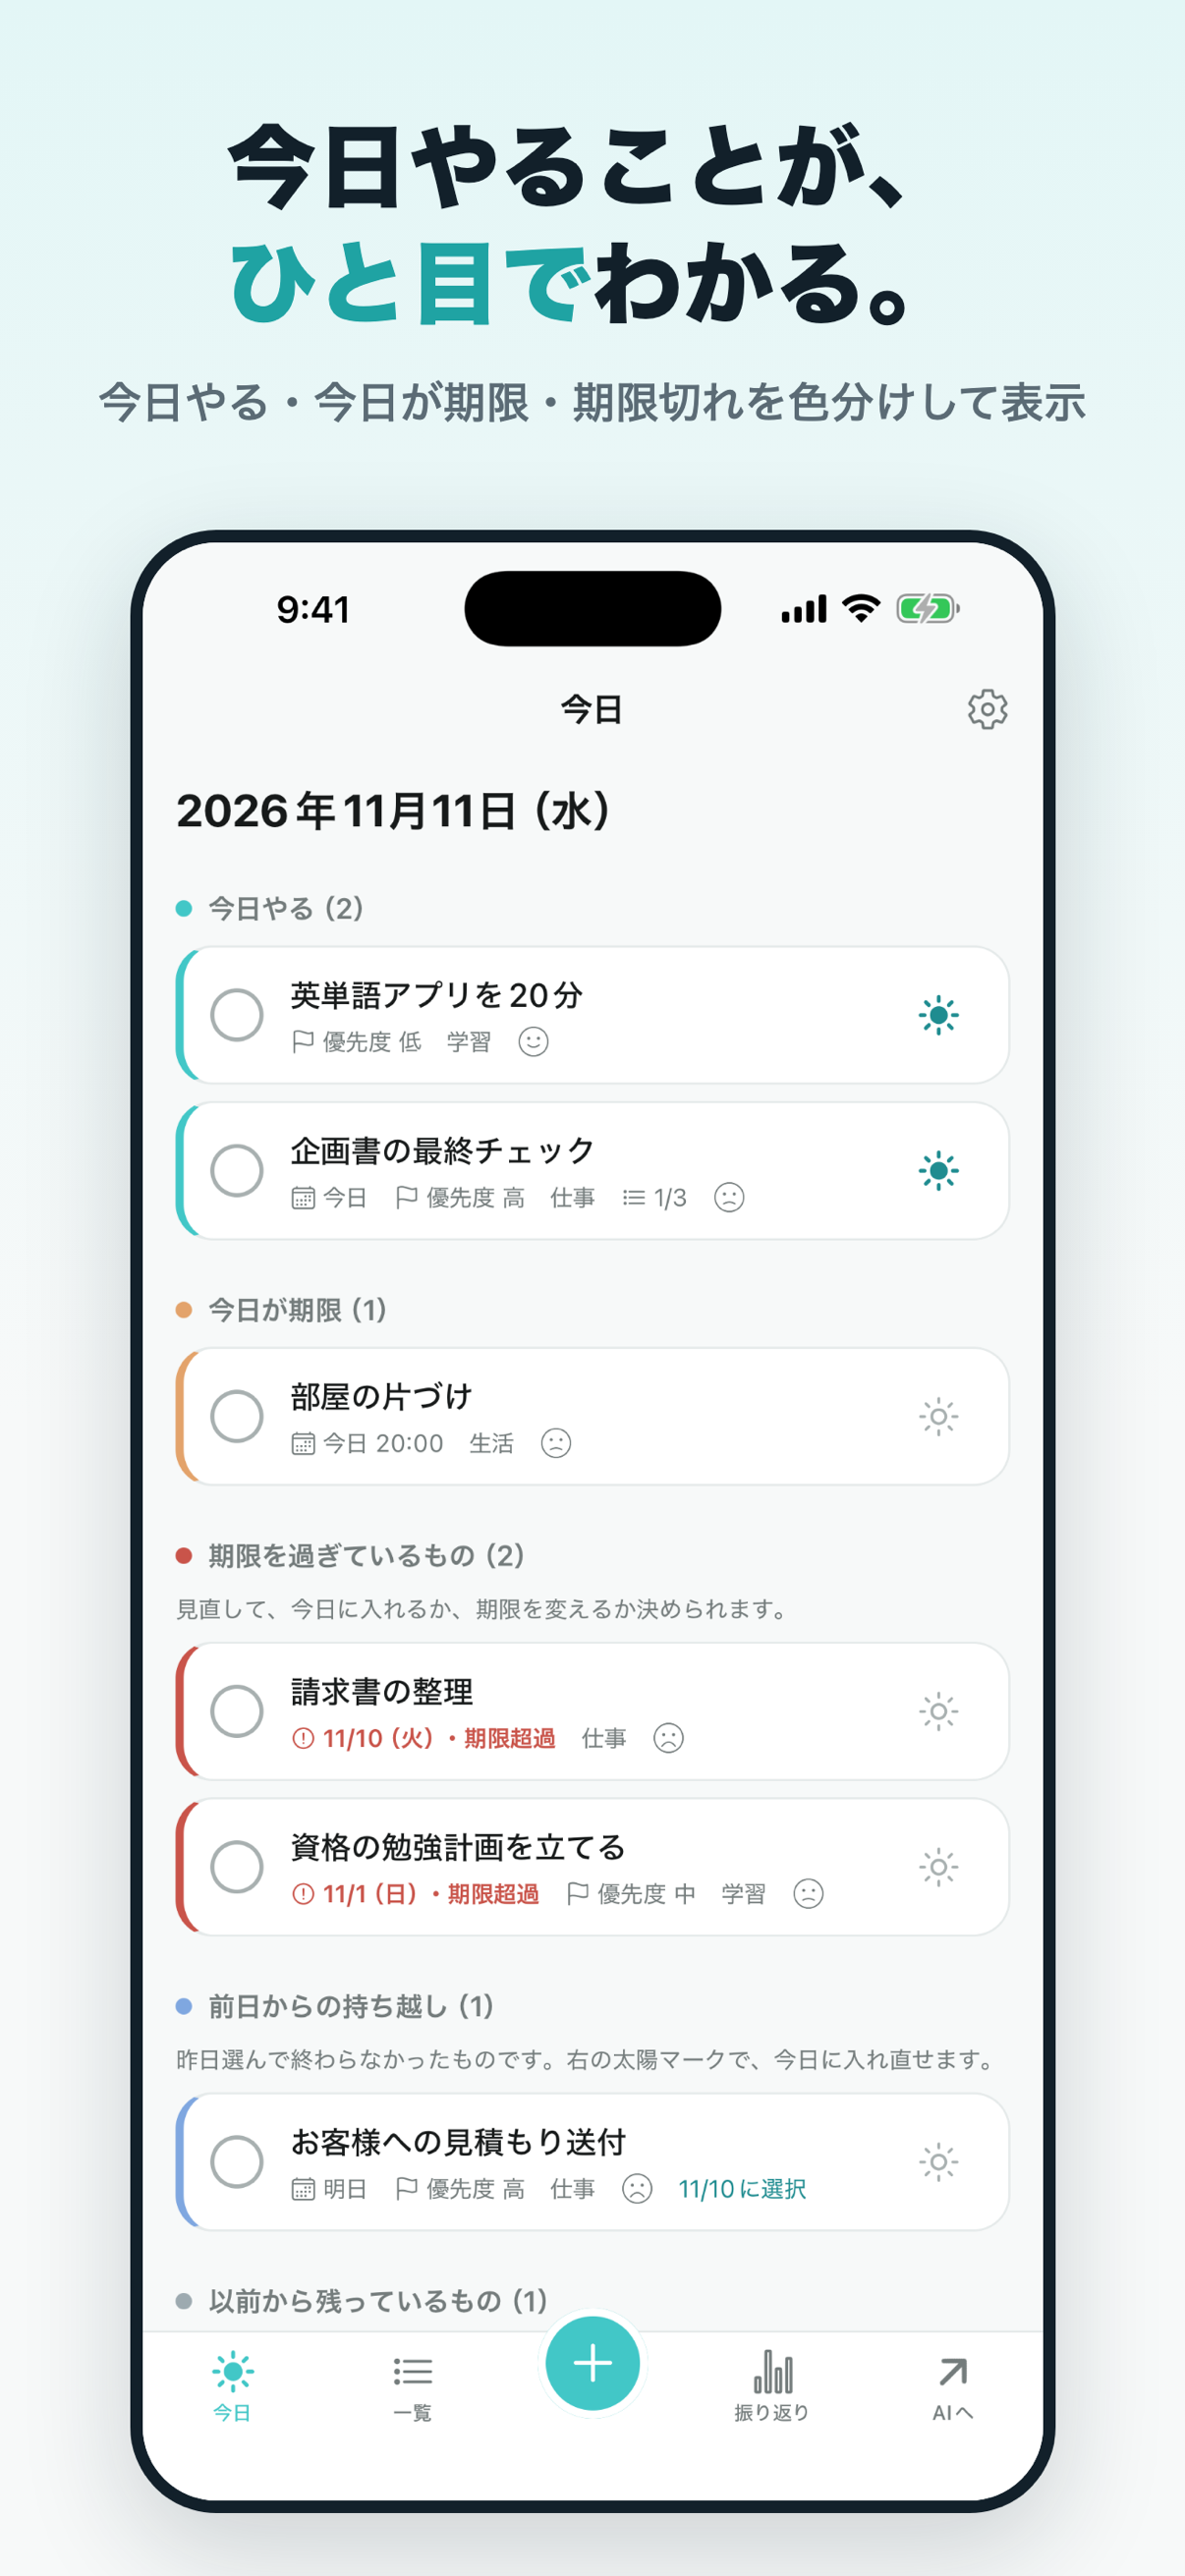 今日やることが、
ひと目でわかる。
今日やる・今日が期限・期限切れを色分けして表示
9:41
今日
2026年11月11日（水）
今日やる（2）
英単語アプリを20分
優先度 低 学習
企画書の最終チェック
今日 優先度 高 仕事 1/3
今日が期限（1）
部屋の片づけ
今日 20:00 生活
期限を過ぎているもの（2）
見直して、今日に入れるか、期限を変えるか決められます。
請求書の整理
11/10（火）・期限超過 仕事
資格の勉強計画を立てる
11/1（日）・期限超過 優先度 中 学習
前日からの持ち越し（1）
昨日選んで終わらなかったものです。右の太陽マークで、今日に入れ直せます。
お客様への見積もり送付
明日 優先度 高 仕事 11/10に選択
以前から残っているもの（1）
今日 一覧 振り返り AIへ